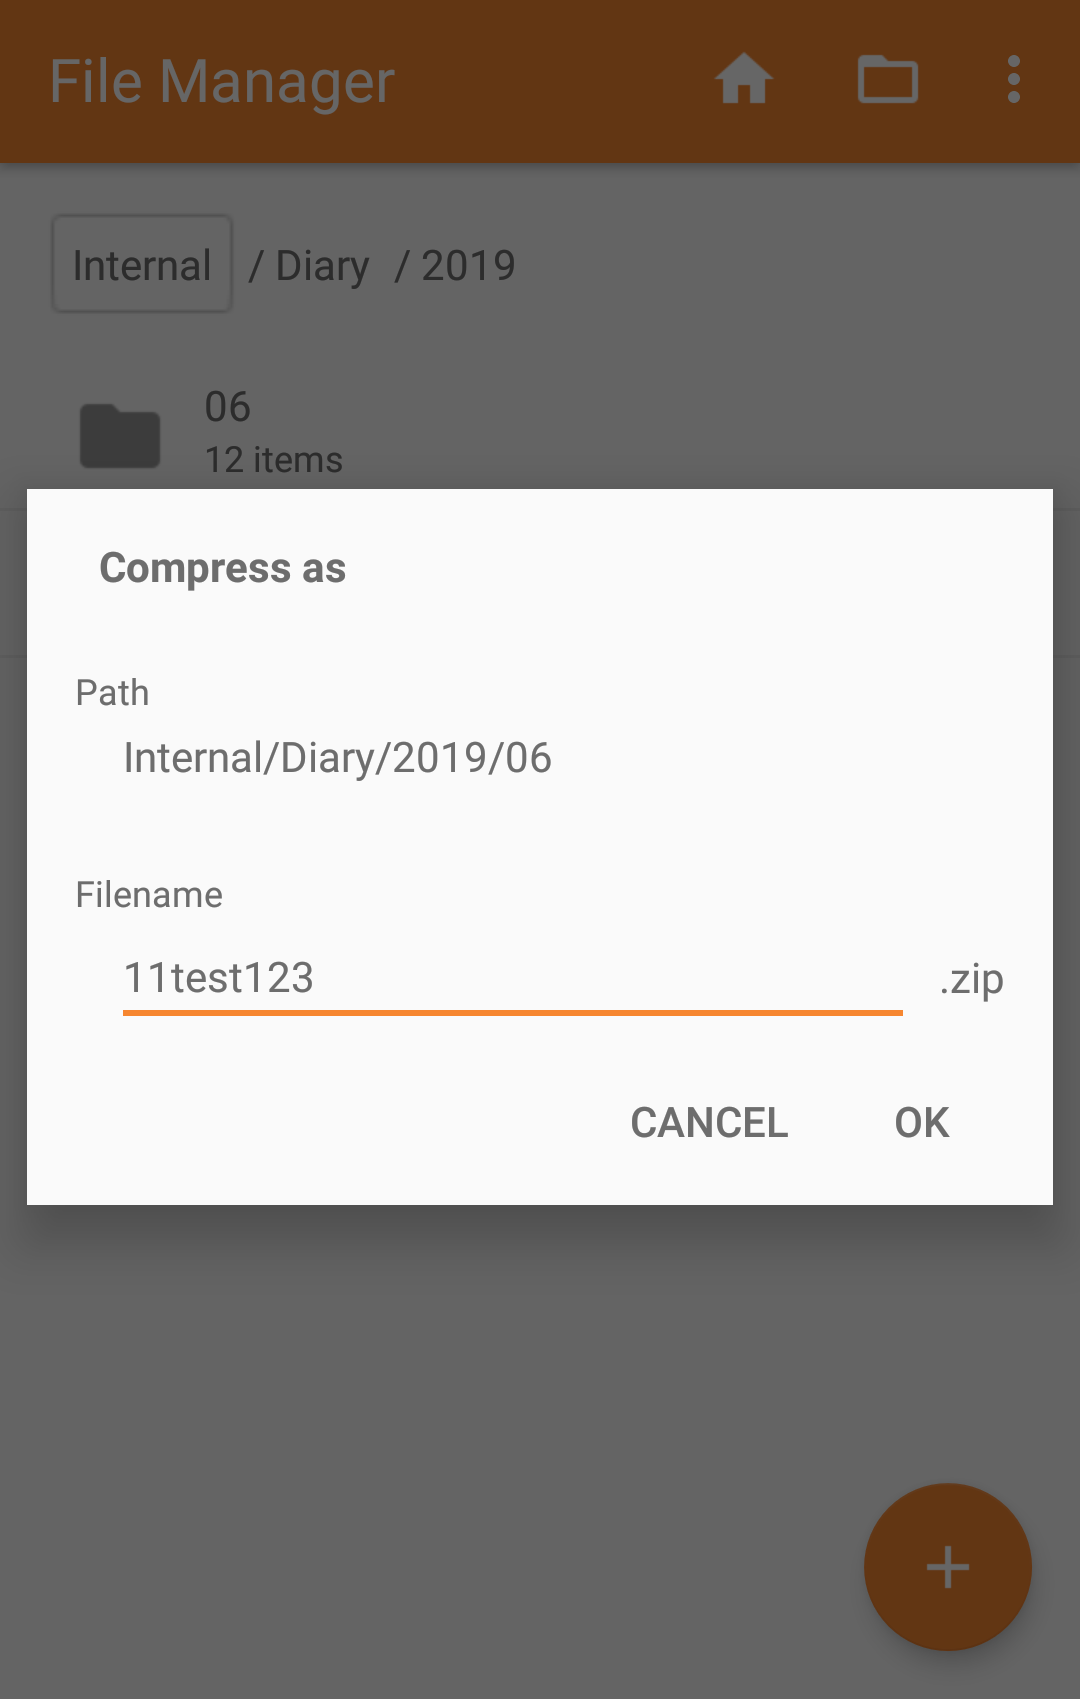 File Manager
Internal / Diary / 2019
06
12 items
Compress as
Path
Internal/Diary/2019/06
Filename
11test123 .zip
CANCEL OK